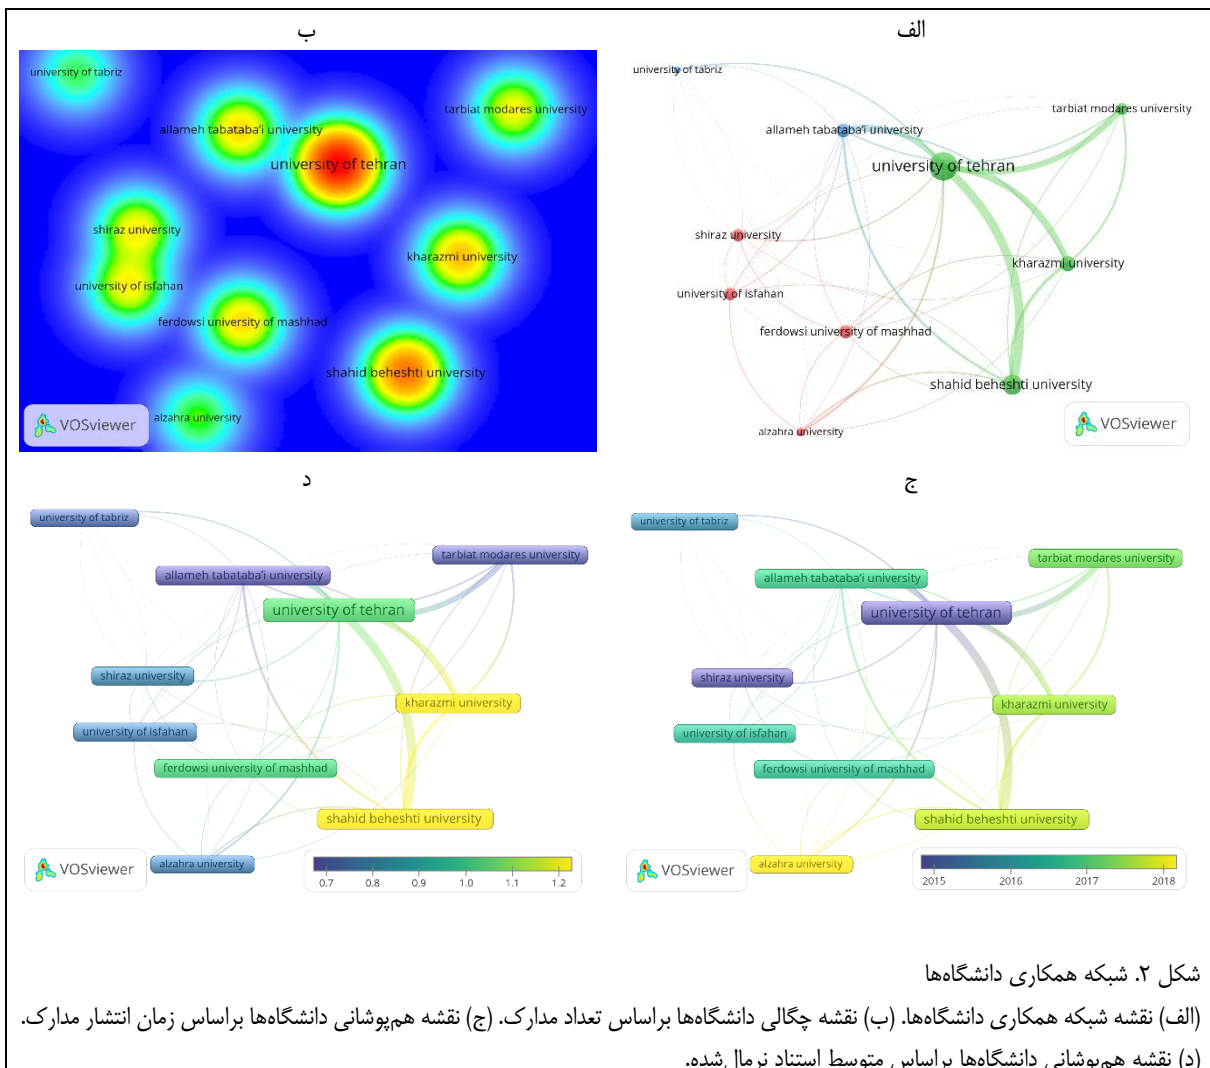 الف
university of tabriz
tarbiat modares university
allameh tabataba'i university
university of tehran
shiraz university
kharazmi university
university of isfahan
ferdowsi university of mashhad
shahid beheshti university
alzahra university
VOSviewer
ب
university of tabriz
tarbiat modares university
allameh tabataba'i university
university of tehran
shiraz university
kharazmi university
university of isfahan
ferdowsi university of mashhad
shahid beheshti university
alzahra university
VOSviewer
ج
university of tabriz
tarbiat modares university
allameh tabataba'i university
university of tehran
shiraz university
kharazmi university
university of isfahan
ferdowsi university of mashhad
shahid beheshti university
alzahra university
VOSviewer
2015 2016 2017 2018
د
university of tabriz
tarbiat modares university
allameh tabataba'i university
university of tehran
shiraz university
kharazmi university
university of isfahan
ferdowsi university of mashhad
shahid beheshti university
alzahra university
VOSviewer
0.7 0.8 0.9 1.0 1.1 1.2
شکل ۲. شبکه همکاری دانشگاه‌ها
(الف) نقشه شبکه همکاری دانشگاه‌ها. (ب) نقشه چگالی دانشگاه‌ها براساس تعداد مدارک. (ج) نقشه هم‌پوشانی دانشگاه‌ها براساس زمان انتشار مدارک.
(د) نقشه هم‌پوشانی دانشگاه‌ها براساس متوسط استناد نرمال‌شده.